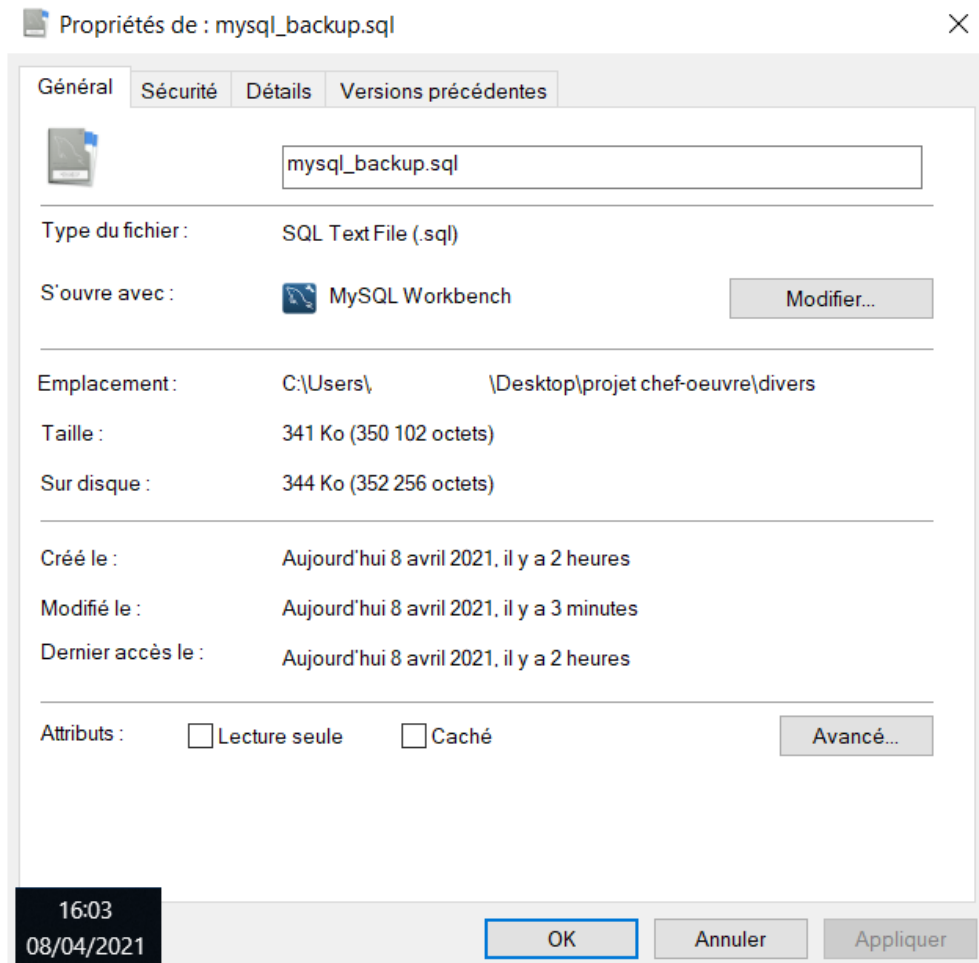 Propriétés de : mysql_backup.sql
Général Sécurité Détails Versions précédentes
mysql_backup.sql
Type du fichier : SQL Text File (.sql)
S'ouvre avec : MySQL Workbench Modifier...
Emplacement : C:\Users\. \Desktop\projet chef-oeuvre\divers
Taille : 341 Ko (350 102 octets)
Sur disque : 344 Ko (352 256 octets)
Créé le : Aujourd'hui 8 avril 2021, il y a 2 heures
Modifié le : Aujourd'hui 8 avril 2021, il y a 3 minutes
Dernier accès le : Aujourd'hui 8 avril 2021, il y a 2 heures
Attributs : Lecture seule Caché Avancé...
16:03
08/04/2021
OK Annuler Appliquer